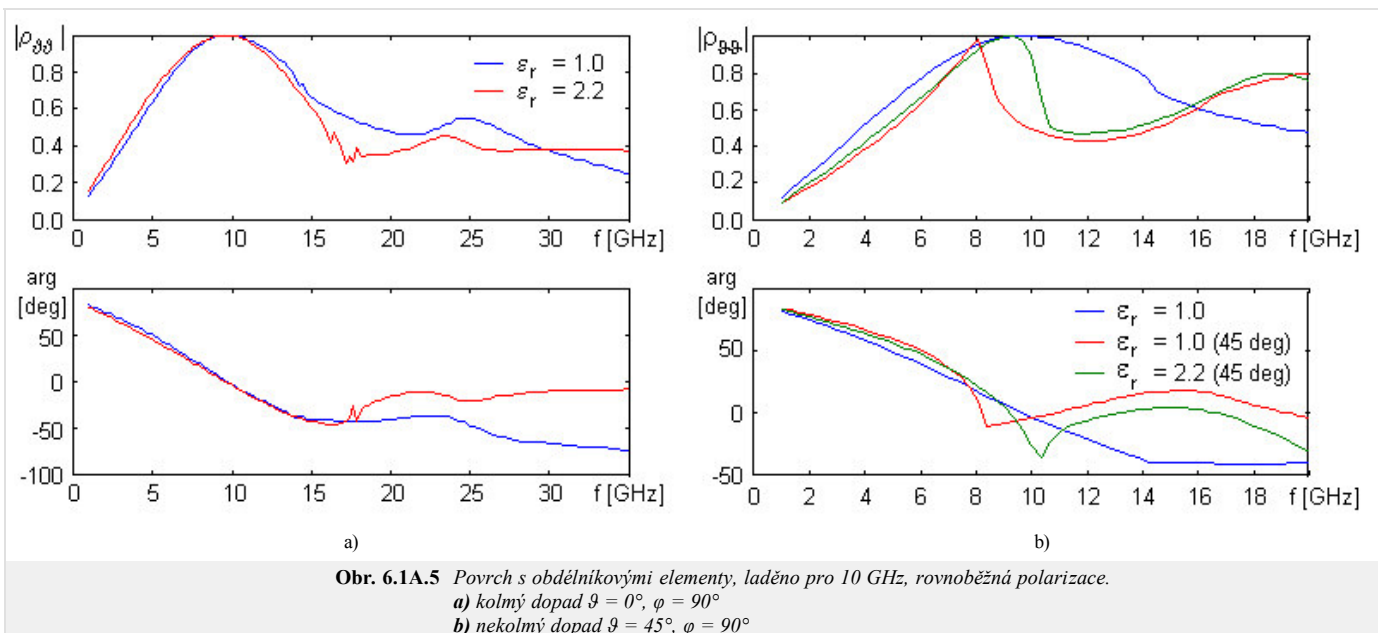 |ρϑϑ|
0.8
0.6
0.4
0.2
0.0
0 5 10 15 20 25 30 f [GHz]
εr = 1.0
εr = 2.2
|ρϑϑ|
0.8
0.6
0.4
0.2
0.0
0 2 4 6 8 10 12 14 16 18 f [GHz]
arg
[deg]
50
0
-50
-100
0 5 10 15 20 25 30 f [GHz]
arg
[deg]
50
0
-50
0 2 4 6 8 10 12 14 16 18 f [GHz]
εr = 1.0
εr = 1.0 (45 deg)
εr = 2.2 (45 deg)
a)
b)
Obr. 6.1A.5 Povrch s obdélníkovými elementy, laděno pro 10 GHz, rovnoběžná polarizace.
a) kolmý dopad ϑ = 0°, φ = 90°
b) nekolmý dopad ϑ = 45°, φ = 90°